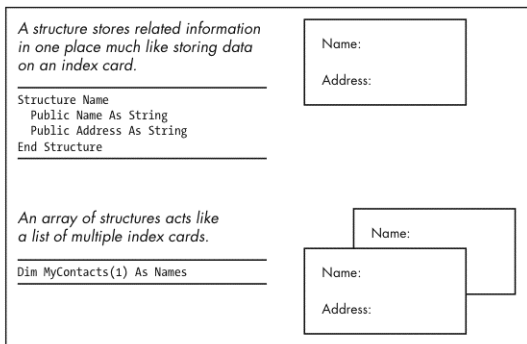 A structure stores related information
in one place much like storing data
on an index card.
Structure Name
Public Name As String
Public Address As String
End Structure
Name:
Address:
An array of structures acts like
a list of multiple index cards.
Dim MyContacts(1) As Names
Name:
Name:
Address: